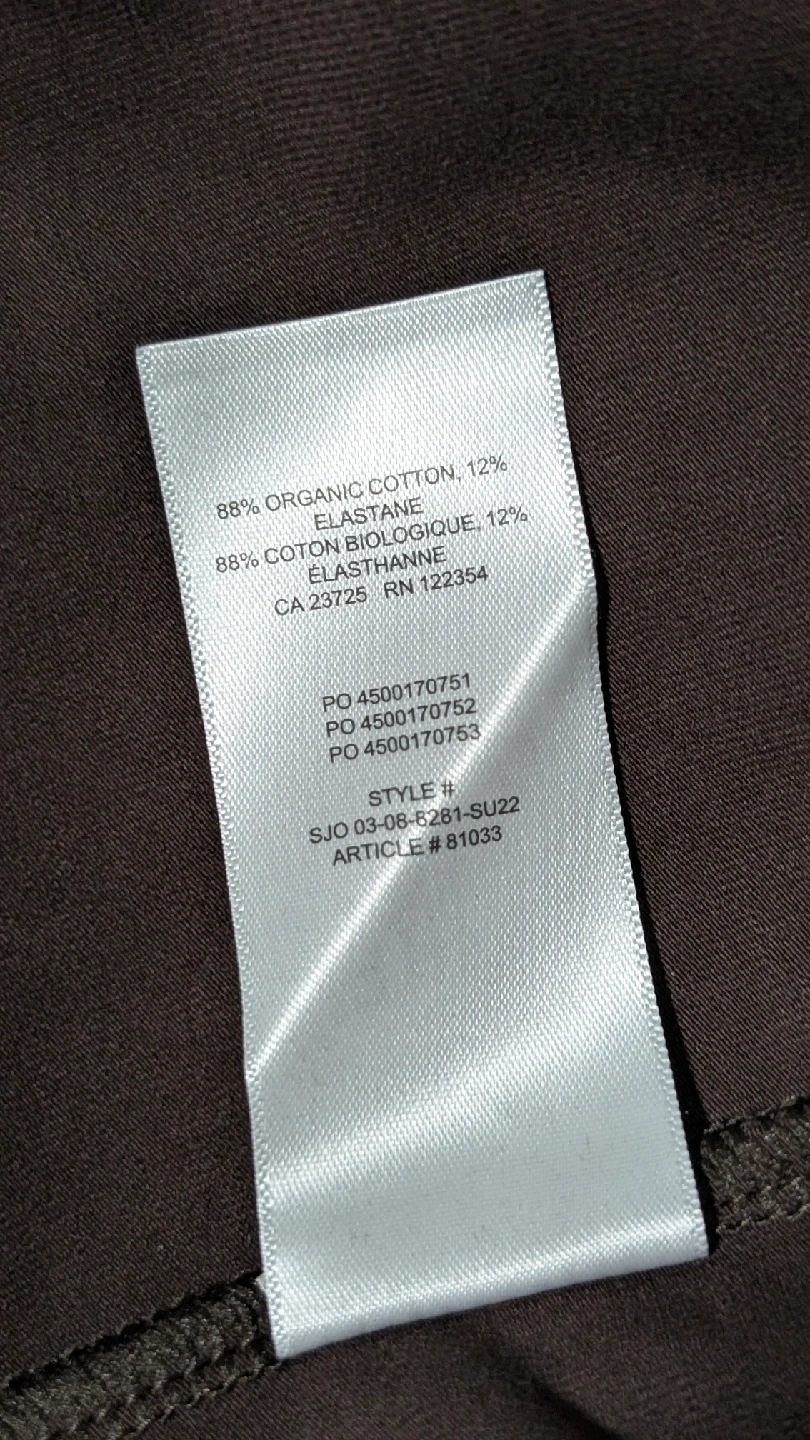 88% ORGANIC COTTON, 12%
ELASTANE
88% COTON BIOLOGIQUE, 12%
ÉLASTHANNE
CA 23725 RN 122354
PO 4500170751
PO 4500170752
PO 4500170753
STYLE #
SJO 03-08-8281-SU22
ARTICLE # 81033